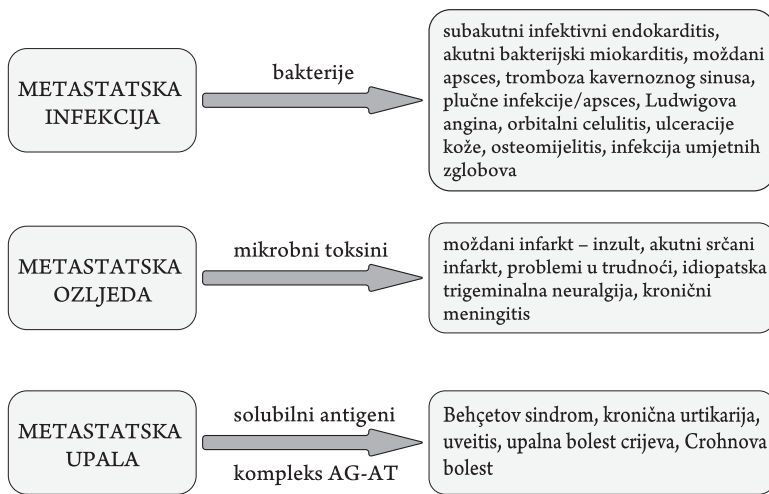 METASTATSKA
INFEKCIJA
bakterije
subakutni infektivni endokarditis,
akutni bakterijski miokarditis, moždani
apsces, tromboza kavernoznog sinusa,
plučne infekcije/apsces, Ludwigova
angina, orbitalni celulitis, ulceracije
kože, osteomijelitis, infekcija umjetnih
zglobova
METASTATSKA
OZLJEDA
mikrobni toksini
moždani infarkt – inzult, akutni srčani
infarkt, problemi u trudnoći, idiopatska
trigeminalna neuralgija, kronični
meningitis
METASTATSKA
UPALA
solubilni antigeni
kompleks AG-AT
Behçetov sindrom, kronična urtikarija,
uveitis, upalna bolest crijeva, Crohnova
bolest